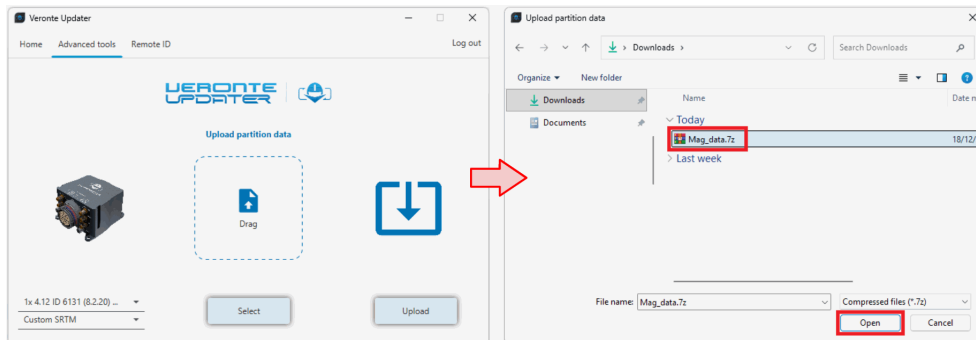 Veronte Updater
Home Advanced tools Remote ID Log out
VERONTE
UPDATER
Upload partition data
Drag
1x 4.12 ID 6131 (8.2.20) ...
Custom SRTM
Select
Upload
Upload partition data
Downloads
Search Downloads
Organize New folder
Downloads
Documents
Name Date n
Today
Mag_data.7z 18/12/
Last week
File name: Mag_data.7z Compressed files (*.7z)
Open Cancel